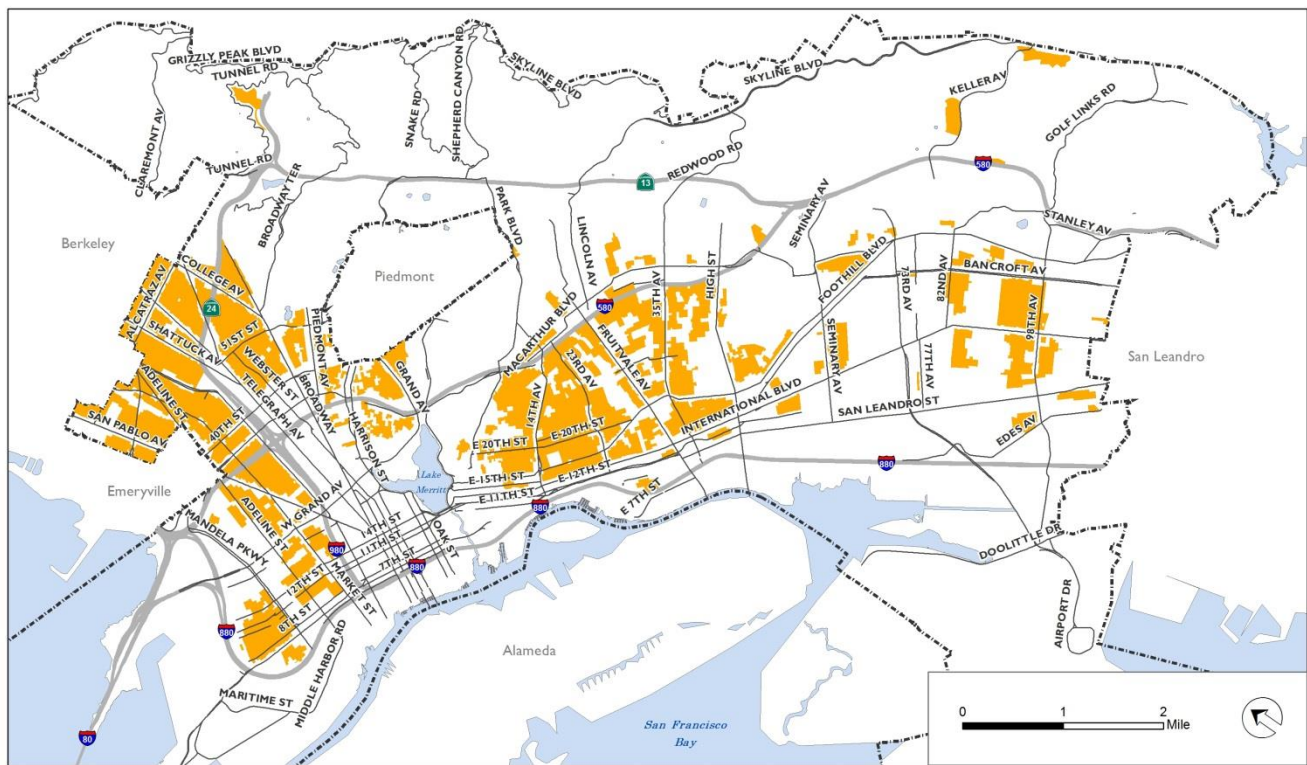 GRIZZLY PEAK BLVD
TUNNEL RD
CLAREMONT AV
TUNNEL RD
BROADWAY TER
SNAKE RD
SHEPHERD CANYON RD
SKYLINE BLVD
SKYLINE BLVD
KELLER AV
GOLF LINKS RD
580
REDWOOD RD
13
PARK BLVD
LINCOLN AV
SEMINARY AV
STANLEY AV
Berkeley
Piedmont
COLLEGE AV
ALCATRAZ AV
24
51ST ST
SHATTUCK AV
WEBSTER ST
PIEDMONT AV
BROADWAY
TELEGRAPH AV
ADELINE ST
40TH ST
SAN PABLO AV
HARRISON ST
GRAND AV
MACARTHUR BLVD
580
35TH AV
HIGH ST
FRUITVALE AV
23RD AV
14TH AV
FOOTHILL BLVD
73RD AV
82ND AV
BANCROFT AV
98TH AV
San Leandro
SEMINARY AV
77TH AV
INTERNATIONAL BLVD
SAN LEANDRO ST
EDES AV
E 20TH ST
E-20TH ST
E-15TH ST
E-12TH ST
E-11TH ST
E 7TH ST
880
880
Lake
Merritt
Emeryville
MANDELA PKWY
ADELINE ST
W GRAND AV
14TH ST
11TH ST
7TH ST
OAK ST
980
880
12TH ST
MARKET ST
8TH ST
880
MIDDLE HARBOR RD
MARITIME ST
80
Alameda
San Francisco
Bay
DOOLITTLE DR
AIRPORT DR
0 1 2
Mile